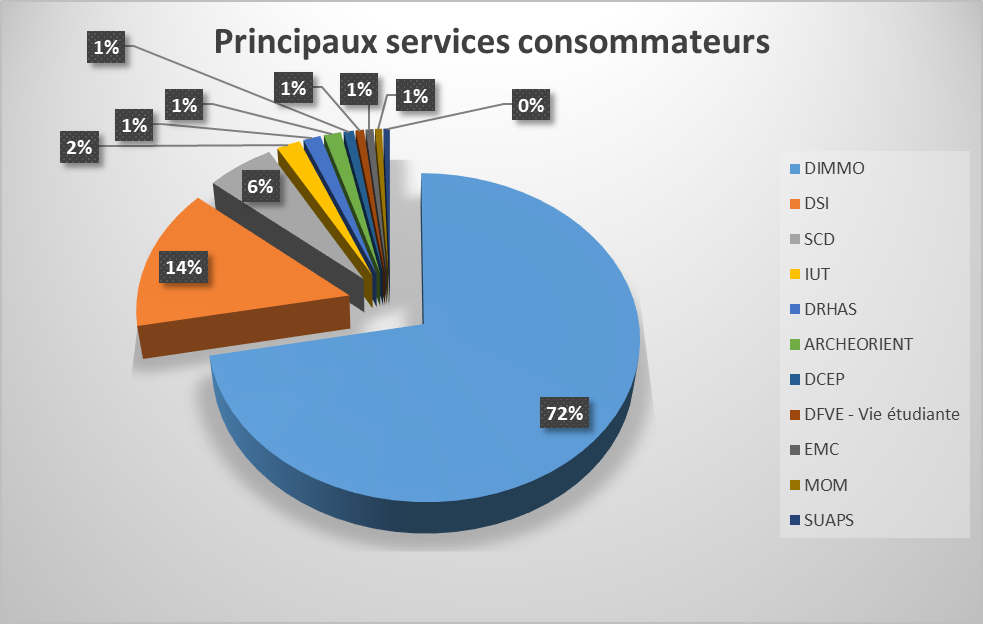 Principaux services consommateurs
1%
1%
1%
1%
0%
1%
1%
2%
6%
14%
72%
DIMMO
DSI
SCD
IUT
DRHAS
ARCHEORIENT
DCEP
DFVE - Vie étudiante
EMC
MOM
SUAPS